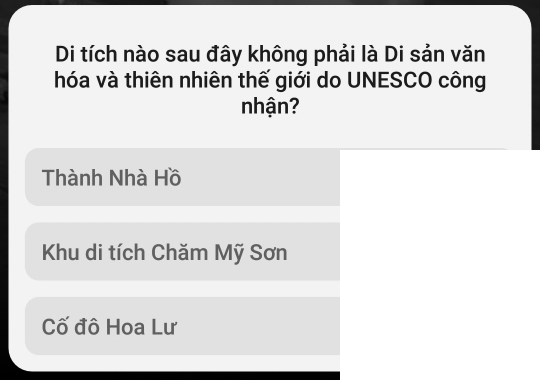 Di tích nào sau đây không phải là Di sản văn
hóa và thiên nhiên thế giới do UNESCO công
nhận?
Thành Nhà Hồ
Khu di tích Chăm Mỹ Sơn
Cố đô Hoa Lư